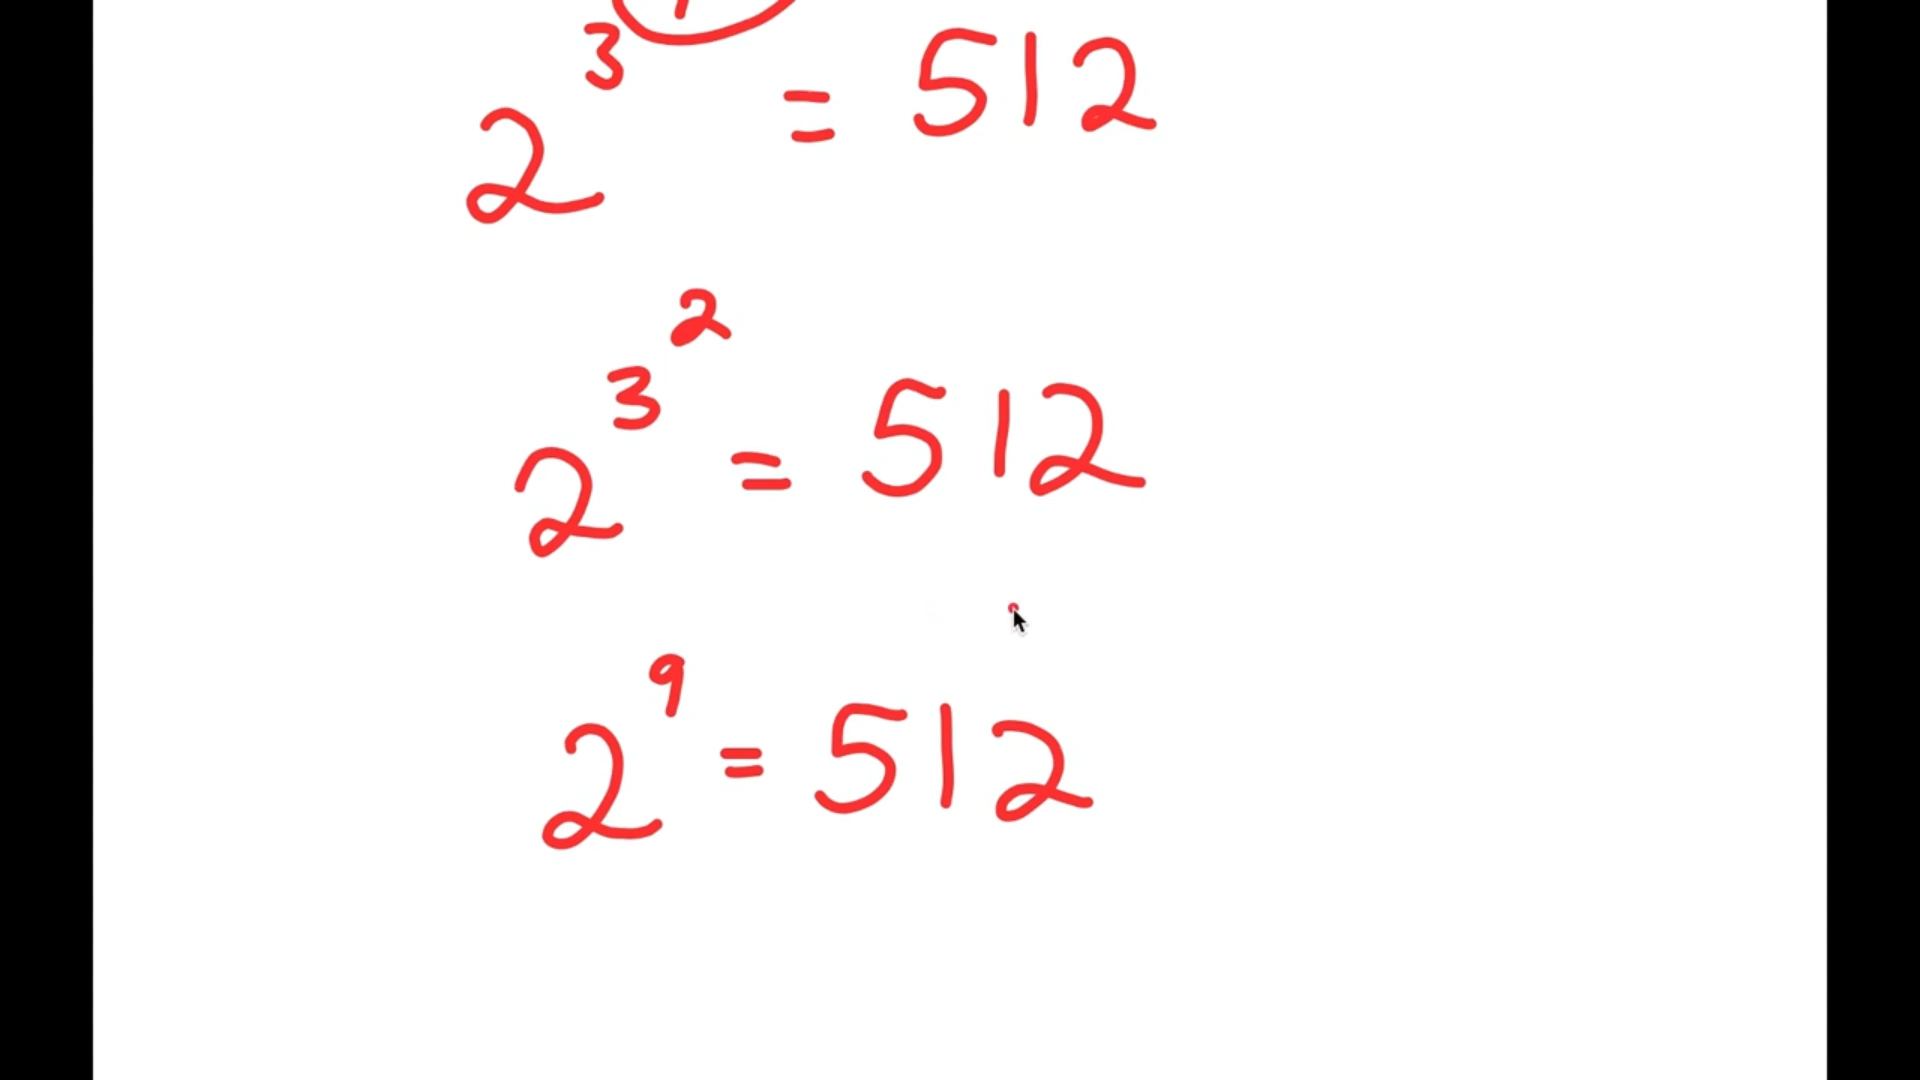 2^3 = 512
2^3^2 = 512
2^9 = 512